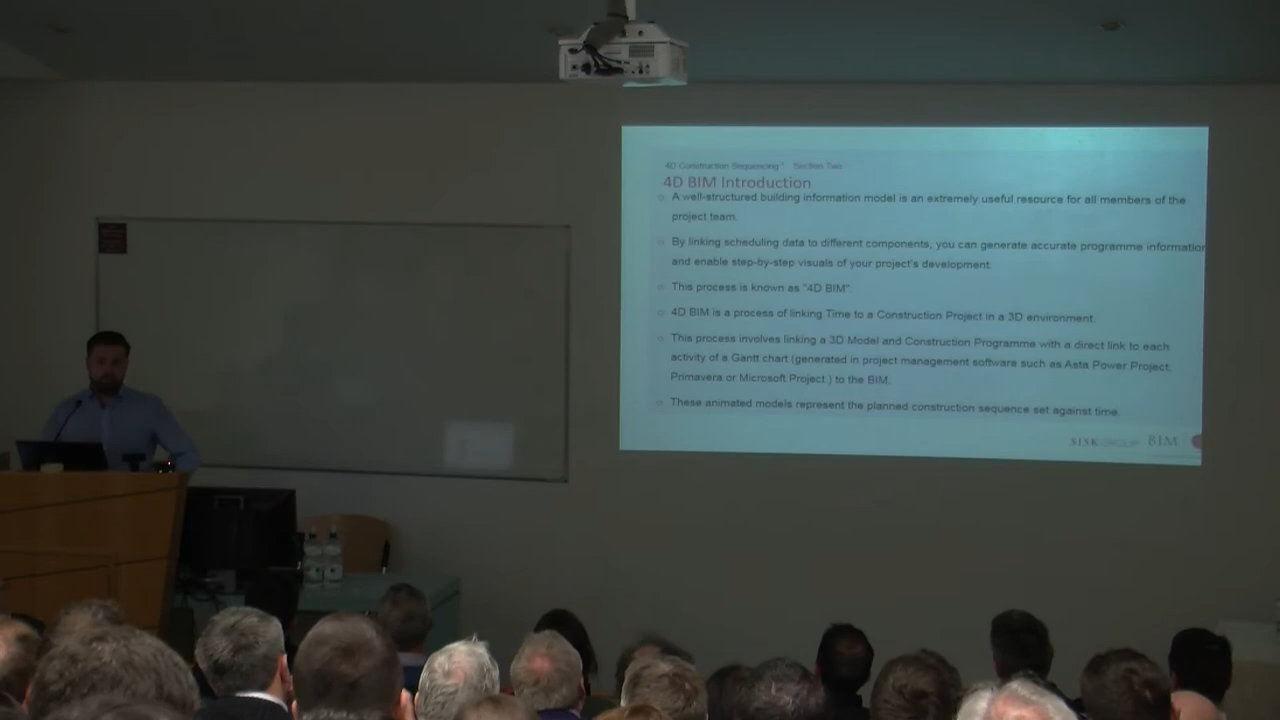 4D Construction Sequencing * Section Two
4D BIM Introduction
A well-structured building information model is an extremely useful resource for all members of the
project team.
By linking scheduling data to different components, you can generate accurate programme information
and enable step-by-step visuals of your project's development.
This process is known as "4D BIM".
4D BIM is a process of linking Time to a Construction Project in a 3D environment.
This process involves linking a 3D Model and Construction Programme with a direct link to each
activity of a Gantt chart (generated in project management software such as Asta Power Project,
Primavera or Microsoft Project ) to the BIM.
These animated models represent the planned construction sequence set against time.
SISK GROUP BIM